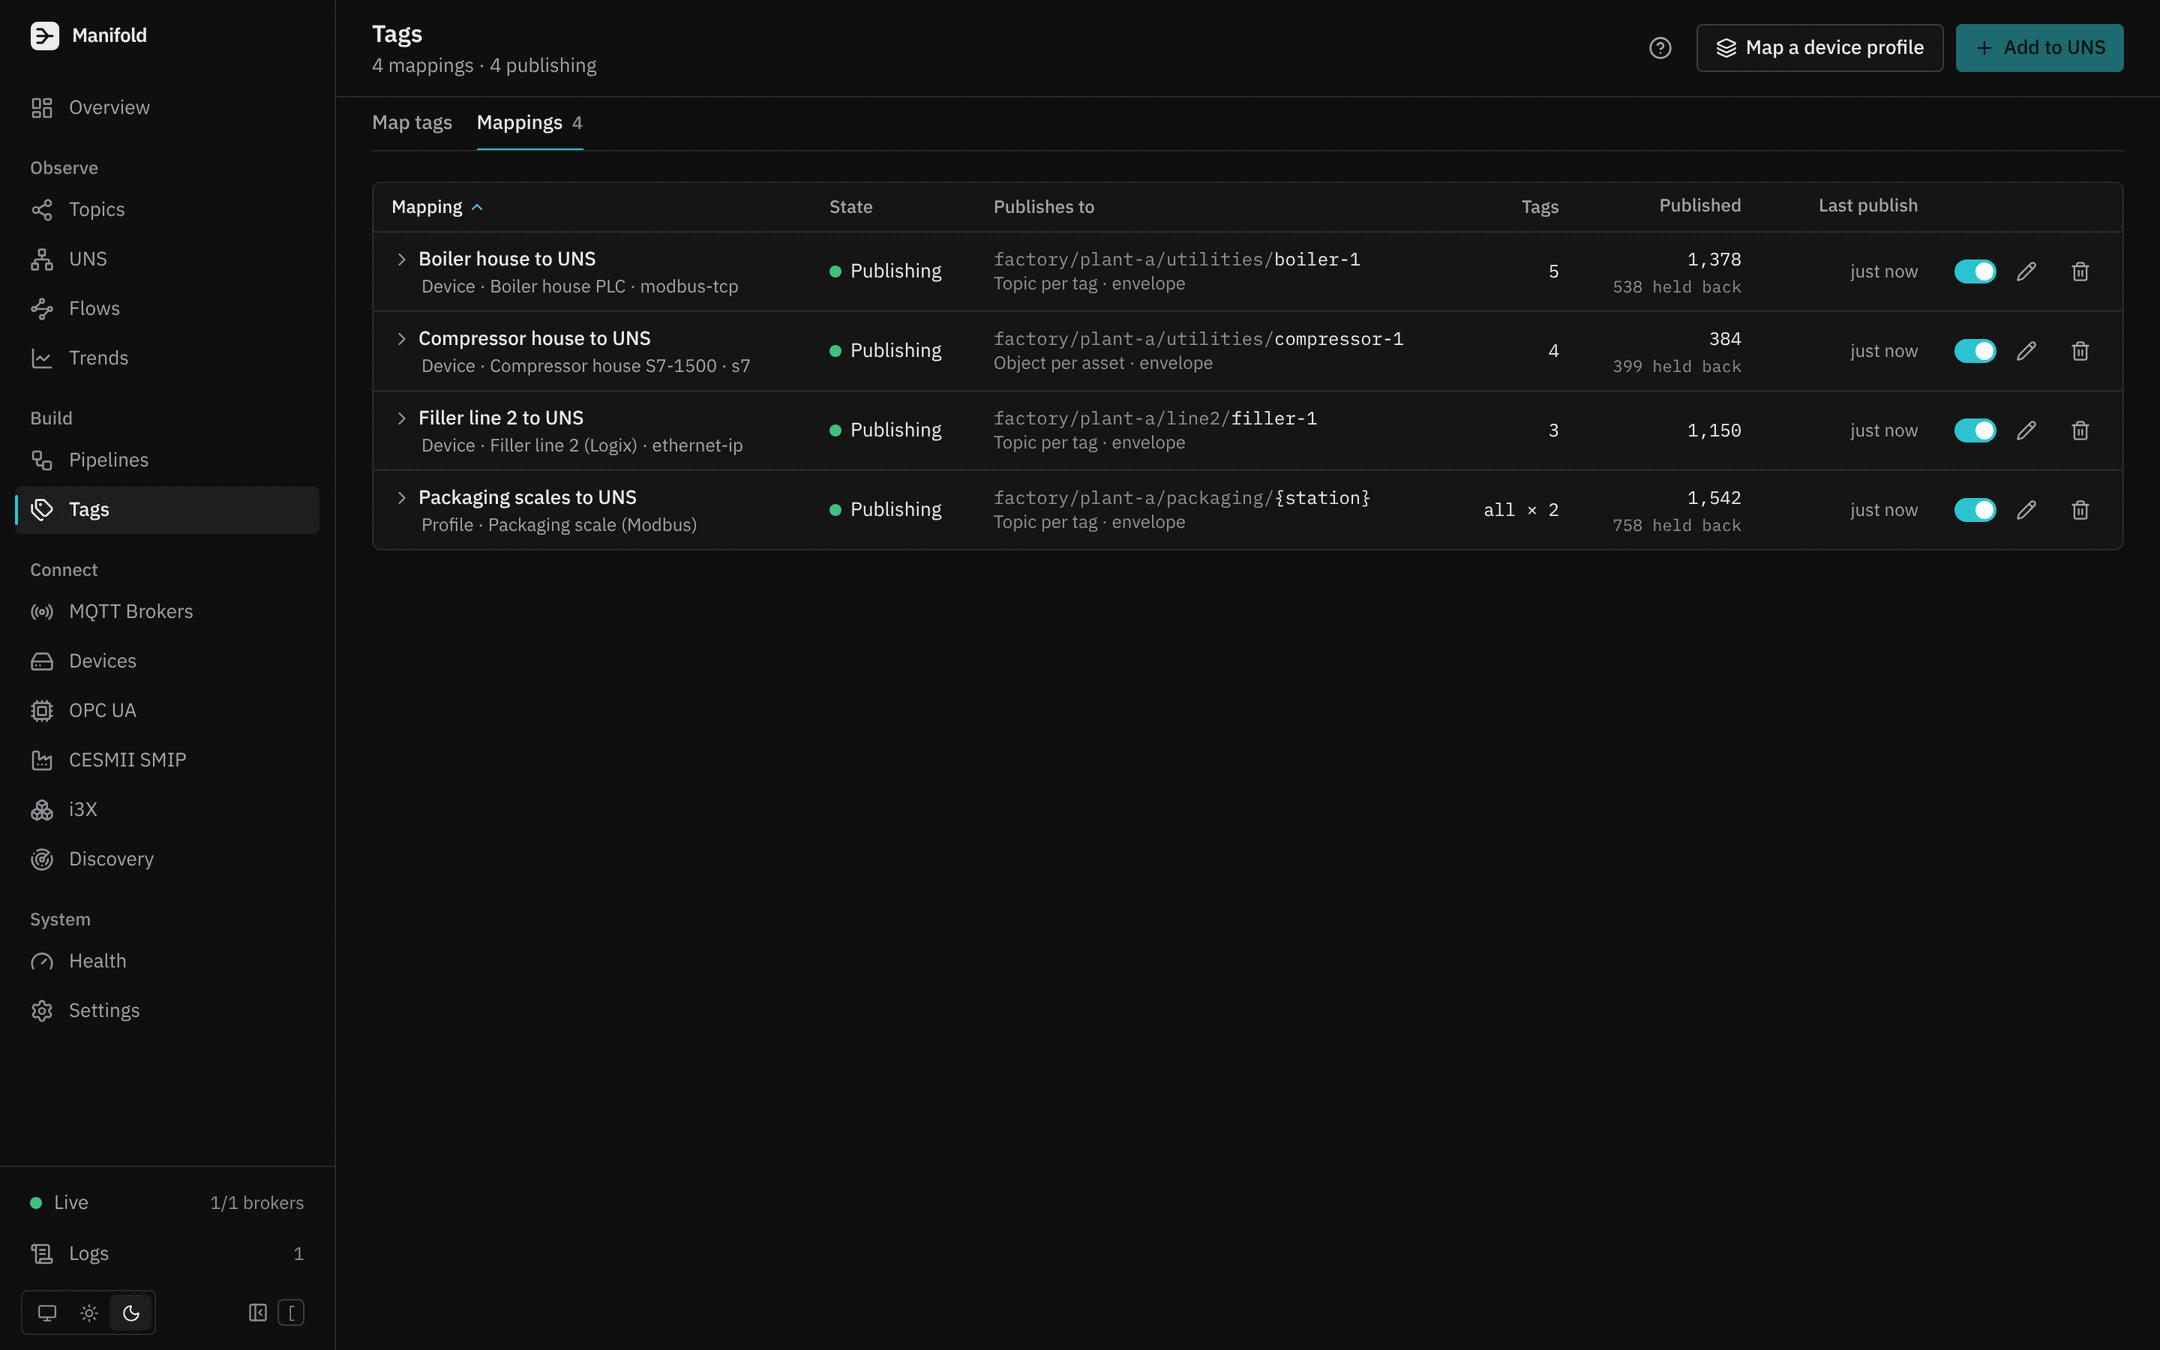 Manifold
Overview
Observe
Topics
UNS
Flows
Trends
Build
Pipelines
Tags
Connect
MQTT Brokers
Devices
OPC UA
CESMII SMIP
i3X
Discovery
System
Health
Settings
Live 1/1 brokers
Logs 1
[
Tags
4 mappings · 4 publishing
Map a device profile
+ Add to UNS
Map tags Mappings 4
Mapping State Publishes to Tags Published Last publish
Boiler house to UNS Publishing factory/plant-a/utilities/boiler-1 5 1,378 just now
Device · Boiler house PLC · modbus-tcp Topic per tag · envelope 538 held back
Compressor house to UNS Publishing factory/plant-a/utilities/compressor-1 4 384 just now
Device · Compressor house S7-1500 · s7 Object per asset · envelope 399 held back
Filler line 2 to UNS Publishing factory/plant-a/line2/filler-1 3 1,150 just now
Device · Filler line 2 (Logix) · ethernet-ip Topic per tag · envelope
Packaging scales to UNS Publishing factory/plant-a/packaging/{station} all × 2 1,542 just now
Profile · Packaging scale (Modbus) Topic per tag · envelope 758 held back